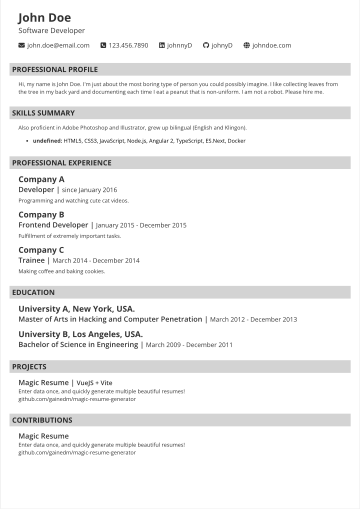 John Doe
Software Developer
john.doe@email.com 123.456.7890 johnnyD johnyD johndoe.com
PROFESSIONAL PROFILE
Hi, my name is John Doe. I'm just about the most boring type of person you could possibly imagine. I like collecting leaves from
the tree in my back yard and documenting each time I eat a peanut that is non-uniform. I am not a robot. Please hire me.
SKILLS SUMMARY
Also proficient in Adobe Photoshop and Illustrator, grew up bilingual (English and Klingon).
• undefined: HTML5, CSS3, JavaScript, Node.js, Angular 2, TypeScript, ES.Next, Docker
PROFESSIONAL EXPERIENCE
Company A
Developer | since January 2016
Programming and watching cute cat videos.
Company B
Frontend Developer | January 2015 - December 2015
Fulfillment of extremely important tasks.
Company C
Trainee | March 2014 - December 2014
Making coffee and baking cookies.
EDUCATION
University A, New York, USA.
Master of Arts in Hacking and Computer Penetration | March 2012 - December 2013
University B, Los Angeles, USA.
Bachelor of Science in Engineering | March 2009 - December 2011
PROJECTS
Magic Resume | VueJS + Vite
Enter data once, and quickly generate multiple beautiful resumes!
github.com/gainedm/magic-resume-generator
CONTRIBUTIONS
Magic Resume
Enter data once, and quickly generate multiple beautiful resumes!
github.com/gainedm/magic-resume-generator